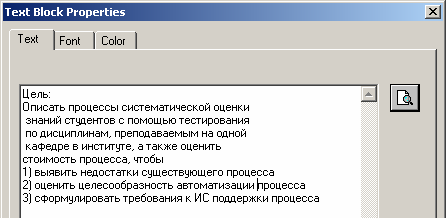 Text Block Properties
Text Font Color
Цель:
Описать процессы систематической оценки
знаний студентов с помощью тестирования
по дисциплинам, преподаваемым на одной
кафедре в институте, а также оценить
стоимость процесса, чтобы
1) выявить недостатки существующего процесса
2) оценить целесообразность автоматизации процесса
3) сформулировать требования к ИС поддержки процесса